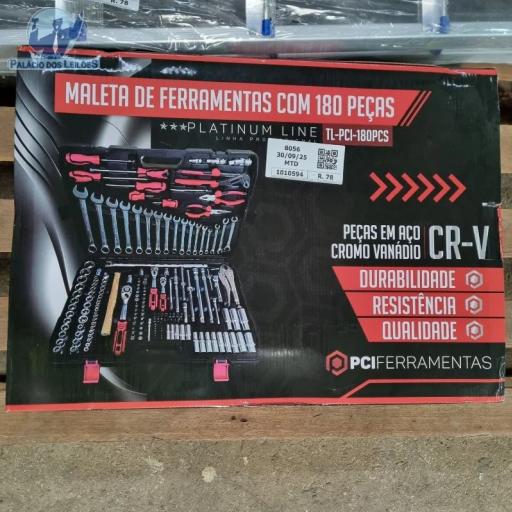 R. 78
PALÁCIO DOS LEILÕES
MALETA DE FERRAMENTAS COM 180 PEÇAS
***PLATINUM LINE
TL-PCI-180PCS
8056
30/09/25
MTD
1010594
R. 78
PEÇAS EM AÇO
CROMO VANÁDIO
CR-V
DURABILIDADE
RESISTÊNCIA
QUALIDADE
PCIFERRAMENTAS